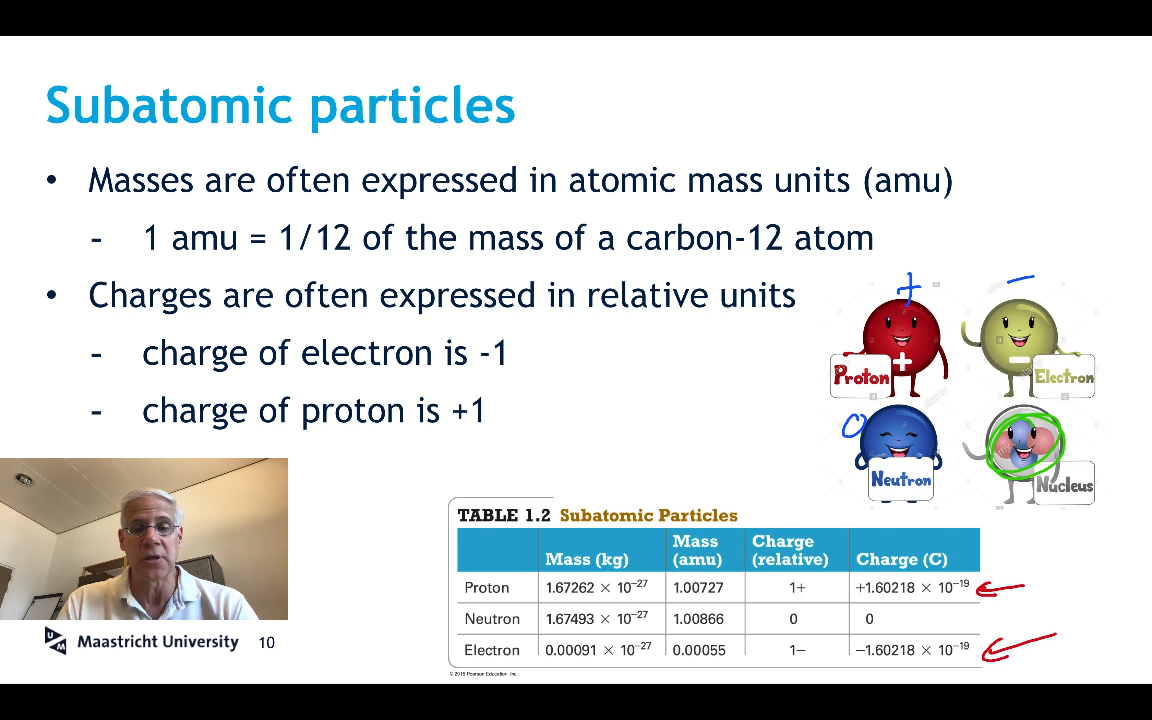 Subatomic particles
• Masses are often expressed in atomic mass units (amu)
- 1 amu = 1/12 of the mass of a carbon-12 atom
• Charges are often expressed in relative units
- charge of electron is -1
- charge of proton is +1
+ −
+ −
Proton Electron
0
Neutron Nucleus
TABLE 1.2 Subatomic Particles
Mass (kg) Mass (amu) Charge (relative) Charge (C)
Proton 1.67262 × 10⁻²⁷ 1.00727 1+ +1.60218 × 10⁻¹⁹
Neutron 1.67493 × 10⁻²⁷ 1.00866 0 0
Electron 0.00091 × 10⁻²⁷ 0.00055 1− −1.60218 × 10⁻¹⁹
© 2015 Pearson Education, Inc.
Maastricht University 10